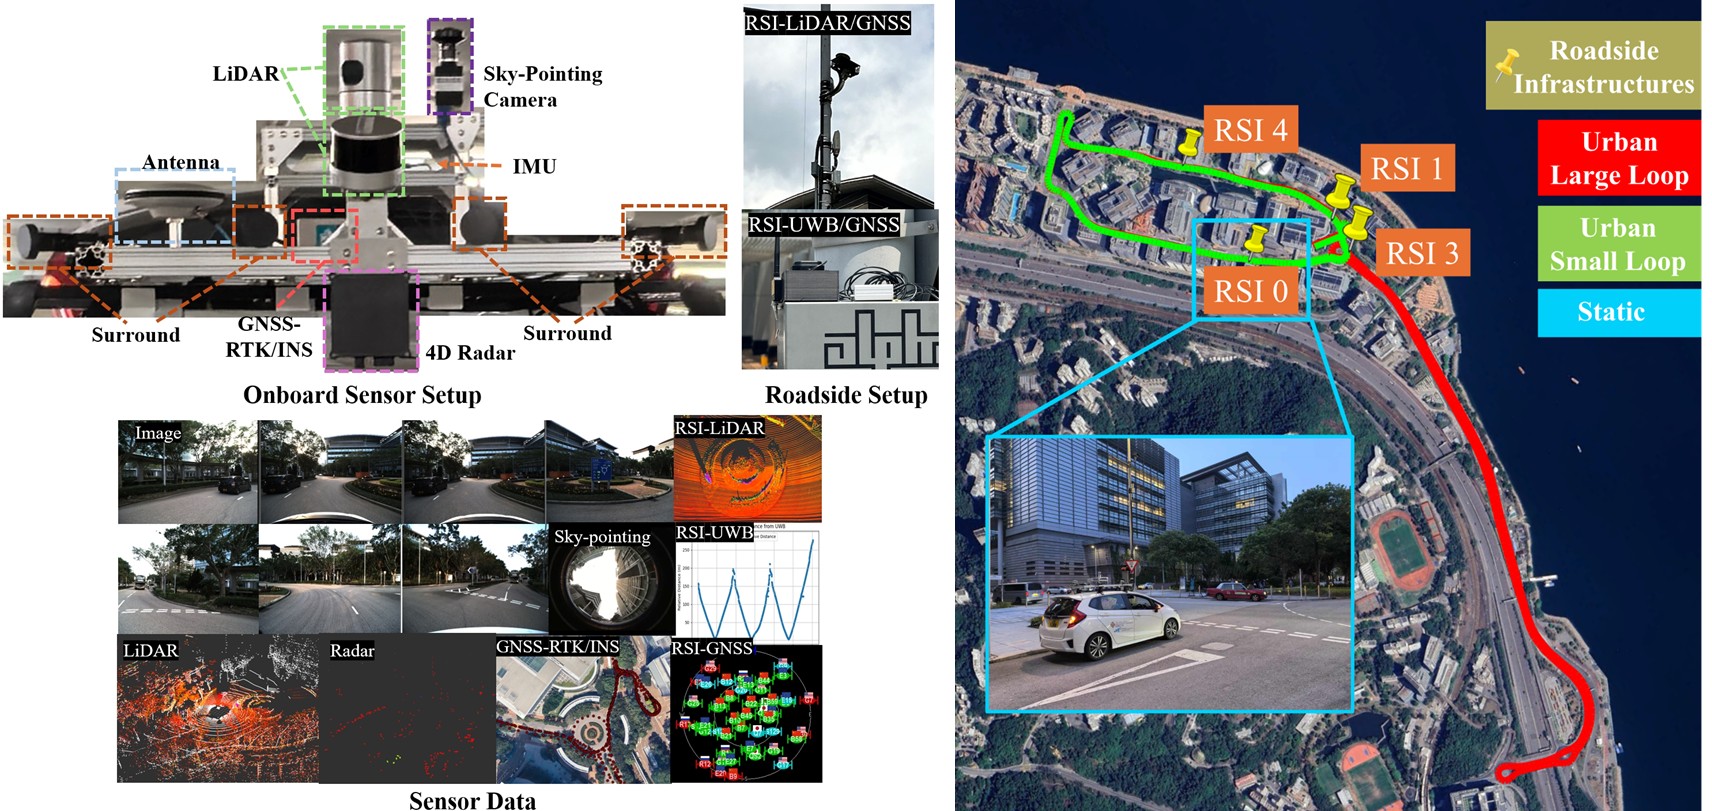 LiDAR
Sky-Pointing
Camera
Antenna
IMU
Surround
GNSS-
RTK/INS
4D Radar
Surround
Onboard Sensor Setup
RSI-LiDAR/GNSS
RSI-UWB/GNSS
alpha
Roadside Setup
Image
RSI-LiDAR
Sky-pointing
RSI-UWB
LiDAR
Radar
GNSS-RTK/INS
RSI-GNSS
Sensor Data
Roadside
Infrastructures
Urban
Large Loop
Urban
Small Loop
Static
RSI 4
RSI 1
RSI 3
RSI 0